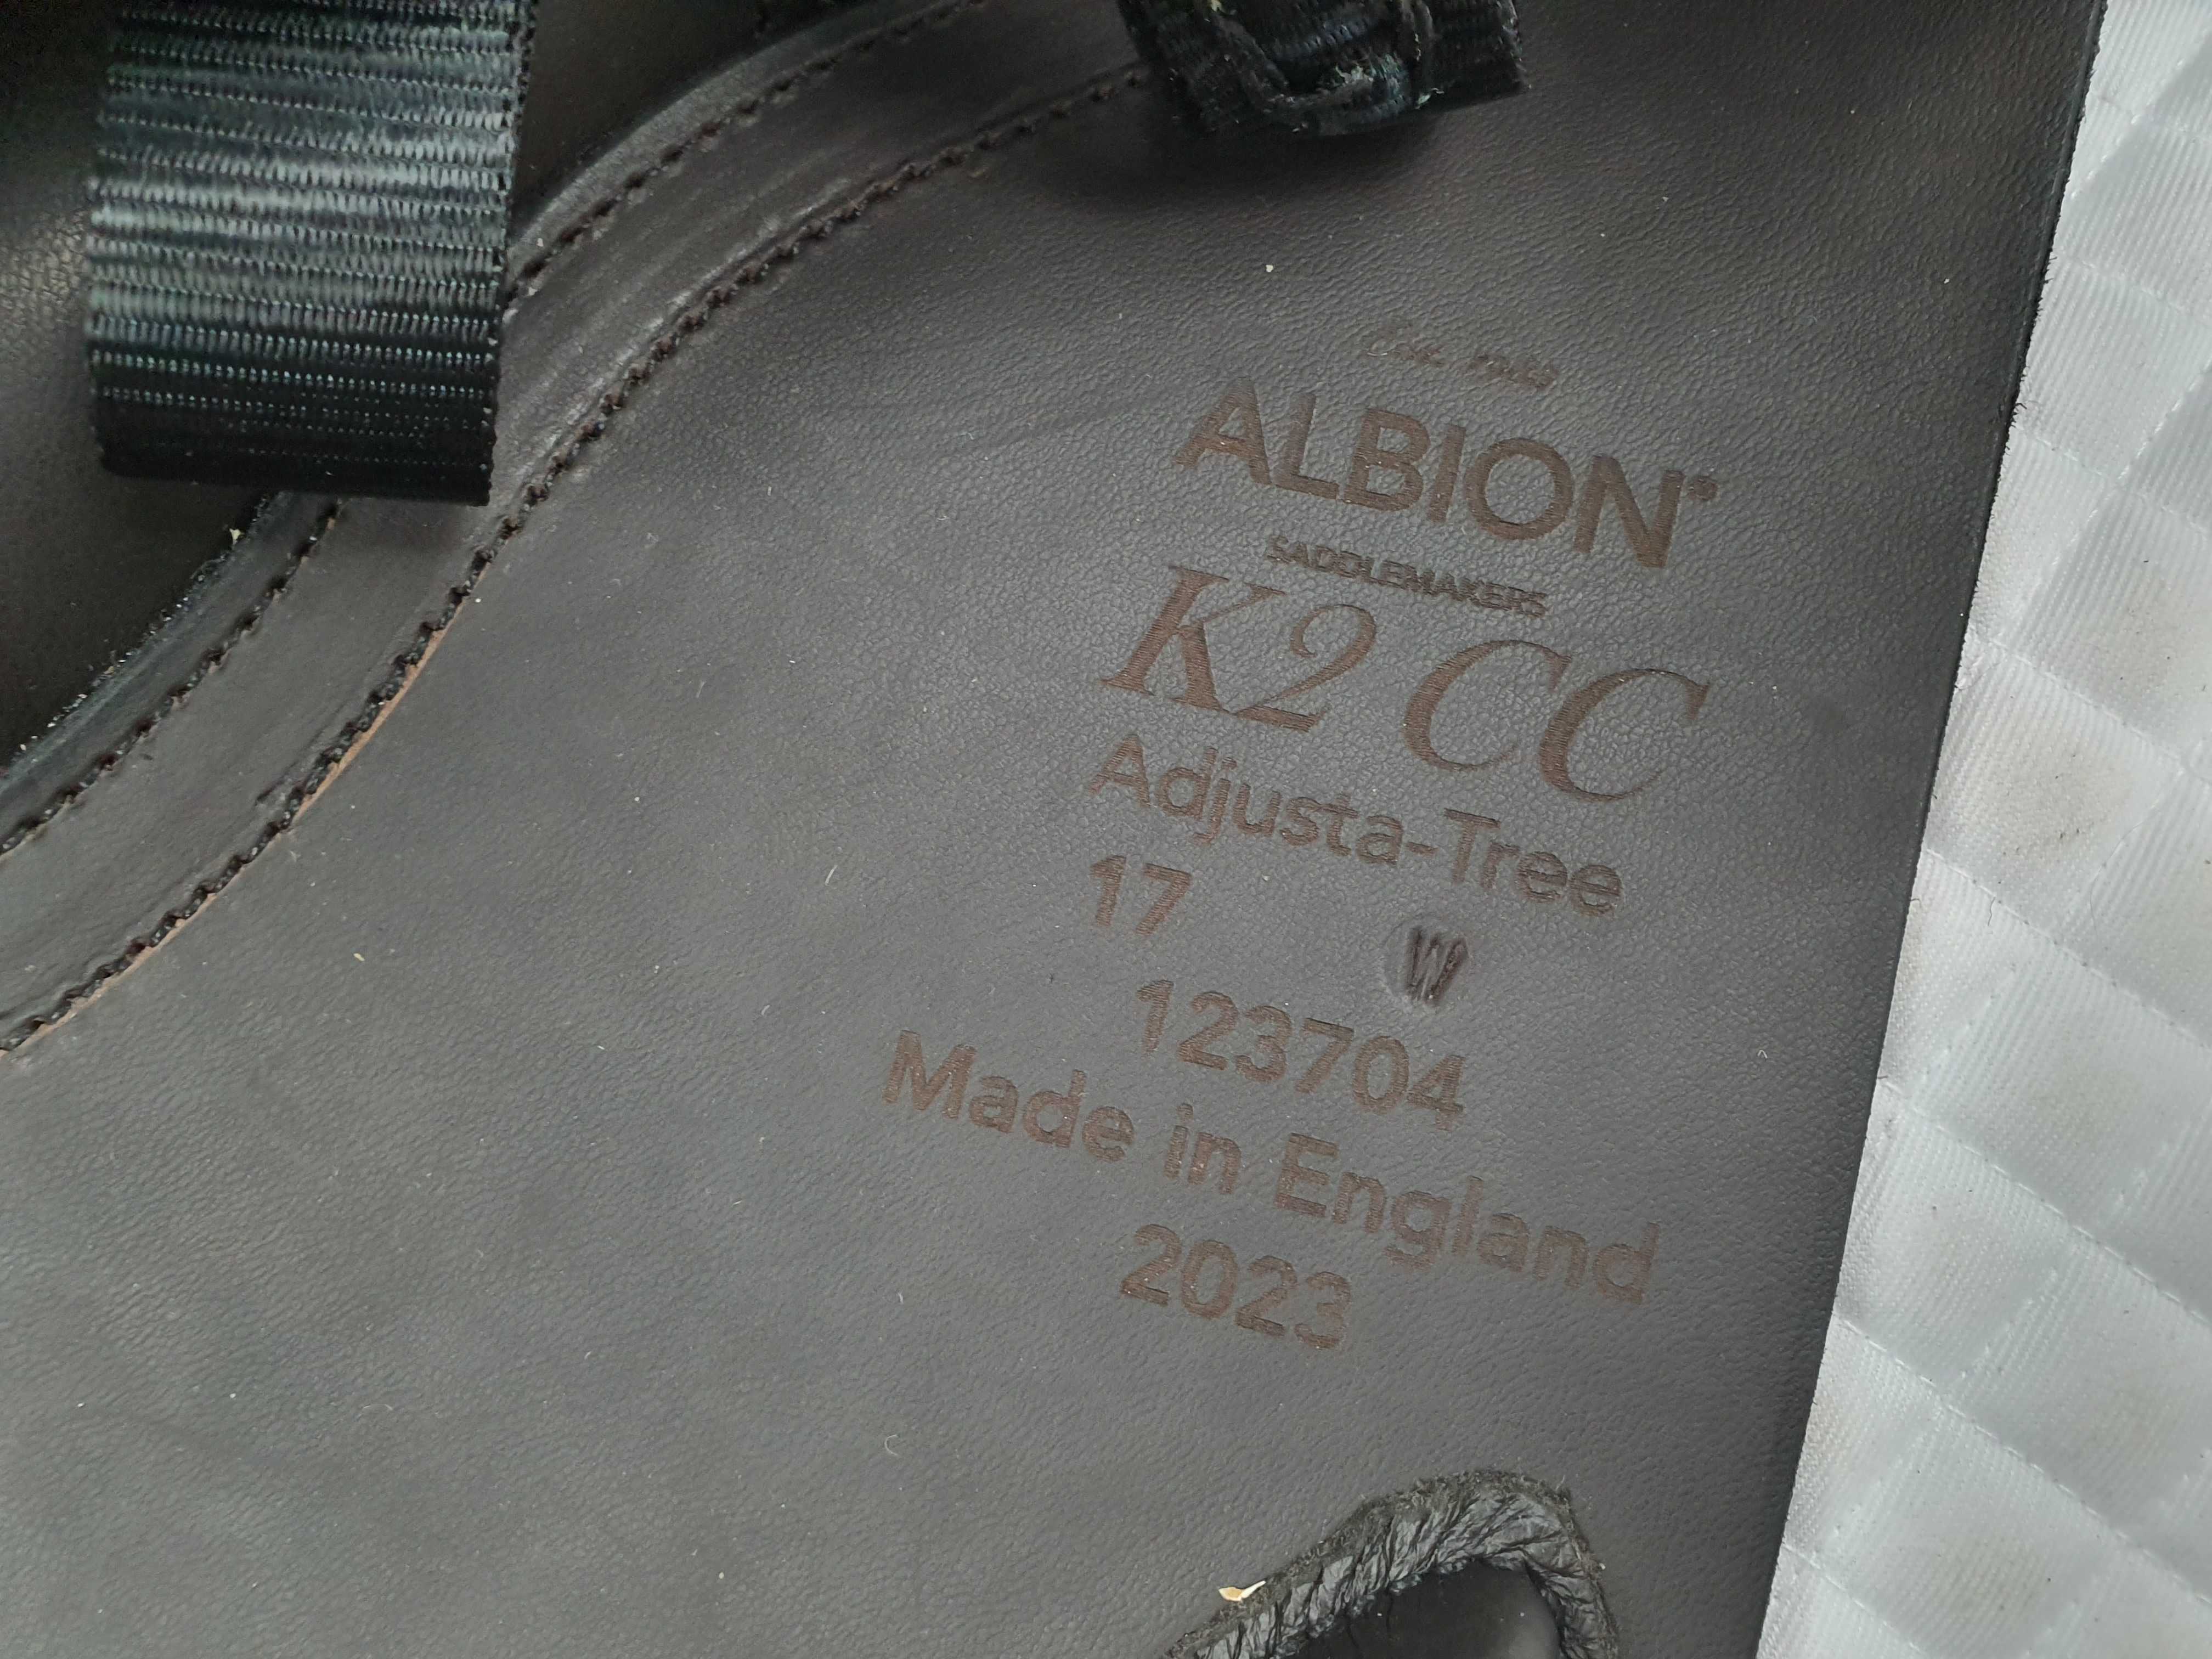 ALBION®
SADDLEMAKERS
K2 CC
Adjusta-Tree
17 W
123704
Made in England
2023